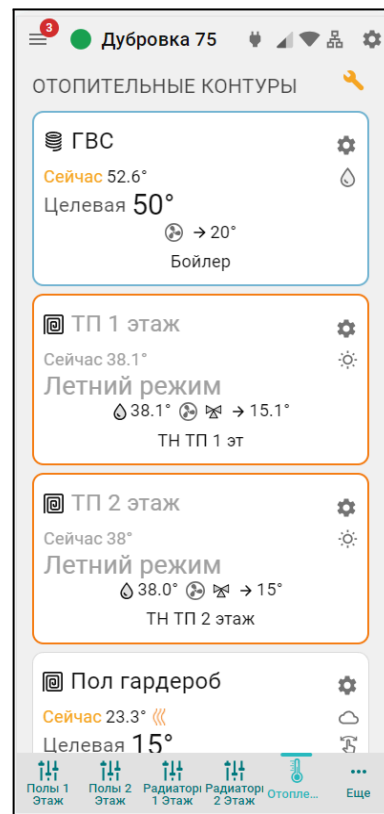 3
Дубровка 75
ОТОПИТЕЛЬНЫЕ КОНТУРЫ
ГВС
Сейчас 52.6°
Целевая 50°
→ 20°
Бойлер
ТП 1 этаж
Сейчас 38.1°
Летний режим
38.1° → 15.1°
ТН ТП 1 эт
ТП 2 этаж
Сейчас 38°
Летний режим
38.0° → 15°
ТН ТП 2 этаж
Пол гардероб
Сейчас 23.3°
Целевая 15°
Полы 1 Этаж
Полы 2 Этаж
Радиаторы 1 Этаж
Радиаторы 2 Этаж
Отопле...
Еще